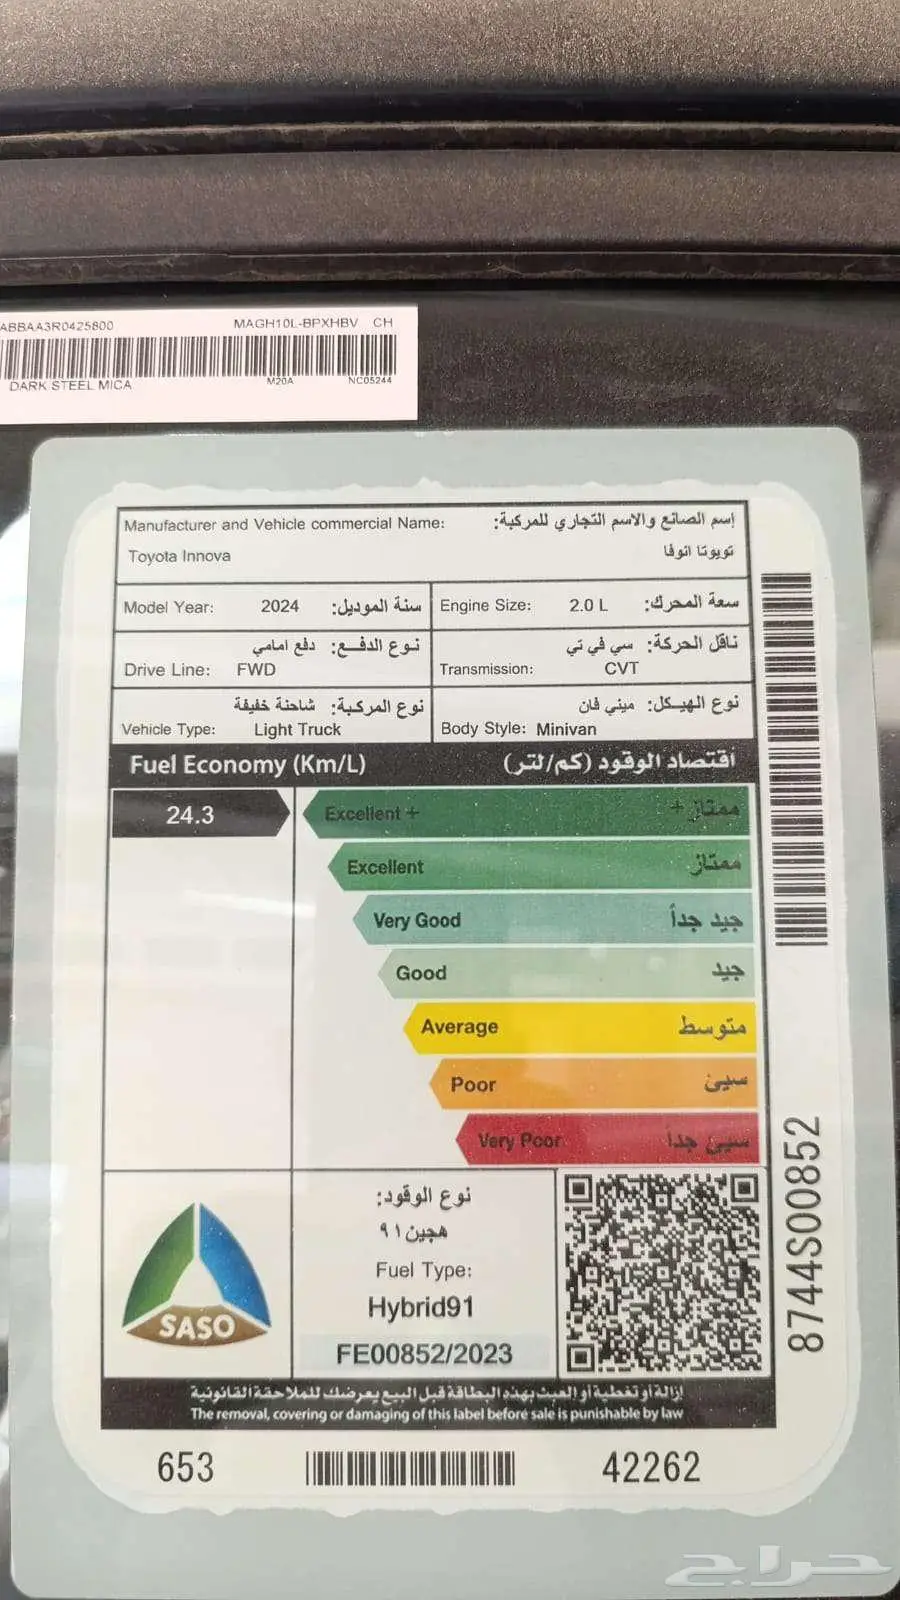 ABBAA3R0425800 MAGH10L-BPXHBV CH
DARK STEEL MICA M20A NC05244
Manufacturer and Vehicle commercial Name: إسم الصانع والاسم التجاري للمركبة:
Toyota Innova تويوتا انوفا
Model Year: 2024 سنة الموديل: Engine Size: 2.0 L سعة المحرك:
نوع الدفع: دفع امامي
Drive Line: FWD
ناقل الحركة: سي في تي
Transmission: CVT
نوع المركبة: شاحنة خفيفة
Vehicle Type: Light Truck
نوع الهيكل: ميني فان
Body Style: Minivan
Fuel Economy (Km/L) اقتصاد الوقود (كم/لتر)
24.3
Excellent + ممتاز +
Excellent ممتاز
Very Good جيد جداً
Good جيد
Average متوسط
Poor سيئ
Very Poor سيئ جداً
SASO
نوع الوقود:
هجين ٩١
Fuel Type:
Hybrid91
FE00852/2023
8744S00852
إزالة أو تغطية أو العبث بهذه البطاقة قبل البيع يعرضك للملاحقة القانونية
The removal, covering or damaging of this label before sale is punishable by law
653 42262
حراج